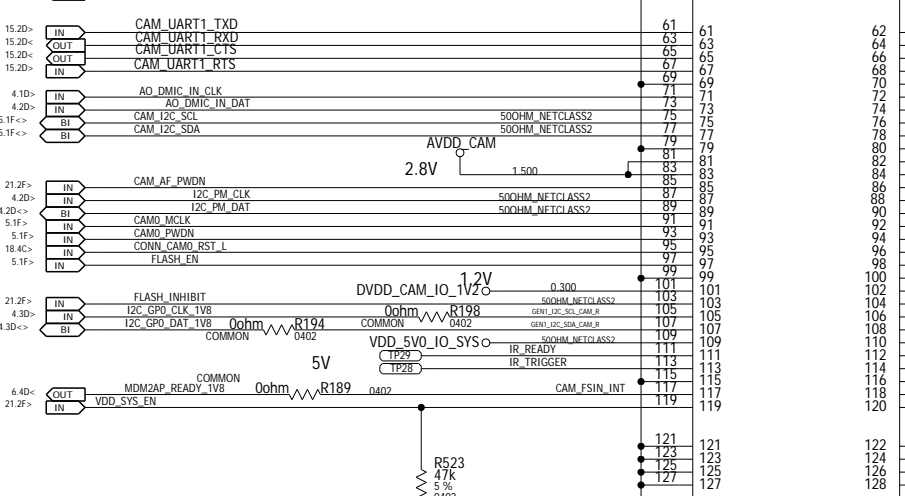 15.2D> IN CAM_UART1_TXD 61 61 62
15.2D< OUT CAM_UART1_RXD 63 63 64
15.2D< OUT CAM_UART1_CTS 65 65 66
15.2D> IN CAM_UART1_RTS 67 67 68
69 69 70
4.1D> IN AO_DMIC_IN_CLK 71 71 72
4.2D> IN AO_DMIC_IN_DAT 73 73 74
5.1F<> BI CAM_I2C_SCL 50OHM_NETCLASS2 75 75 76
5.1F<> BI CAM_I2C_SDA 50OHM_NETCLASS2 77 77 78
AVDD_CAM 79 79 80
81 81 82
2.8V 1.500 83 83 84
21.2F> IN CAM_AF_PWDN 85 85 86
4.2D> IN I2C_PM_CLK 50OHM_NETCLASS2 87 87 88
4.2D<> BI I2C_PM_DAT 50OHM_NETCLASS2 89 89 90
5.1F> IN CAM0_MCLK 91 91 92
5.1F> IN CAM0_PWDN 93 93 94
18.4C> IN CONN_CAM0_RST_L 95 95 96
5.1F> IN FLASH_EN 97 97 98
1.2V 99 99 100
DVDD_CAM_IO_1V2 0.300 101 101 102
21.2F> IN FLASH_INHIBIT 50OHM_NETCLASS2 103 103 104
4.3D> IN I2C_GP0_CLK_1V8 COMMON 0ohm R198 0402 GEN1_I2C_SCL_CAM_R 105 105 106
4.3D<> BI I2C_GP0_DAT_1V8 COMMON 0ohm R194 0402 GEN1_I2C_SDA_CAM_R 107 107 108
VDD_5V0_IO_SYS 50OHM_NETCLASS2 109 109 110
TP29 IR_READY 111 111 112
5V TP28 IR_TRIGGER 113 113 114
115 115 116
6.4D< OUT MDM2AP_READY_1V8 COMMON 0ohm R189 0402 CAM_FSIN_INT 117 117 118
21.2F> IN VDD_SYS_EN 119 119 120
121 121 122
123 123 124
125 125 126
127 127 128
R523
47k
5 %
0402